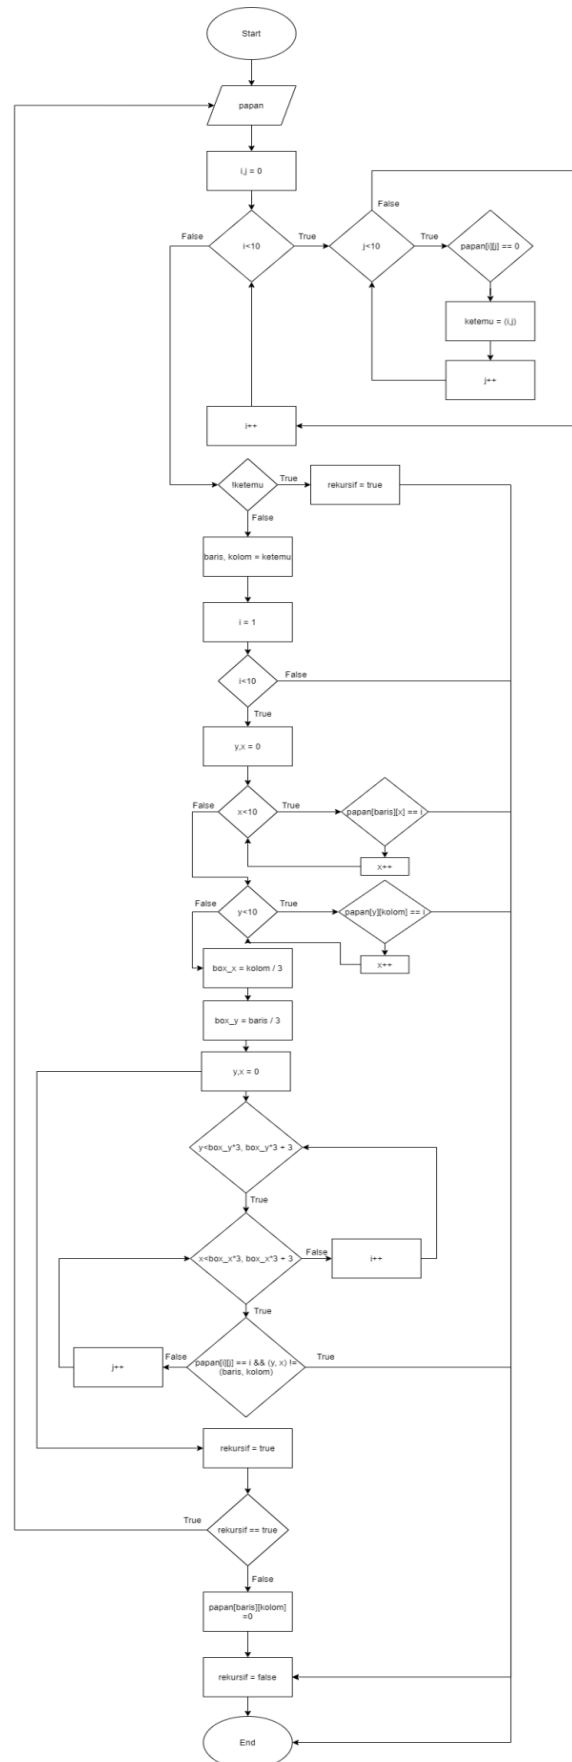 Start
papan
i,j = 0
False
i<10
True
j<10
False
True
papan[i][j] == 0
ketemu = (i,j)
j++
j++
!ketemu
True
rekursif = true
False
baris, kolom = ketemu
i = 1
i<10
False
True
y,x = 0
False
x<10
True
papan[baris][x] == i
x++
False
y<10
True
papan[y][kolom] == i
x++
box_x = kolom / 3
box_y = baris / 3
y,x = 0
y<box_y*3, box_y*3 + 3
True
x<box_x*3, box_x*3 + 3
False
i++
True
papan[i][j] == i && (y, x) !=
(baris, kolom)
False
j++
True
rekursif = true
True
rekursif == true
False
papan[baris][kolom]
=0
rekursif = false
End